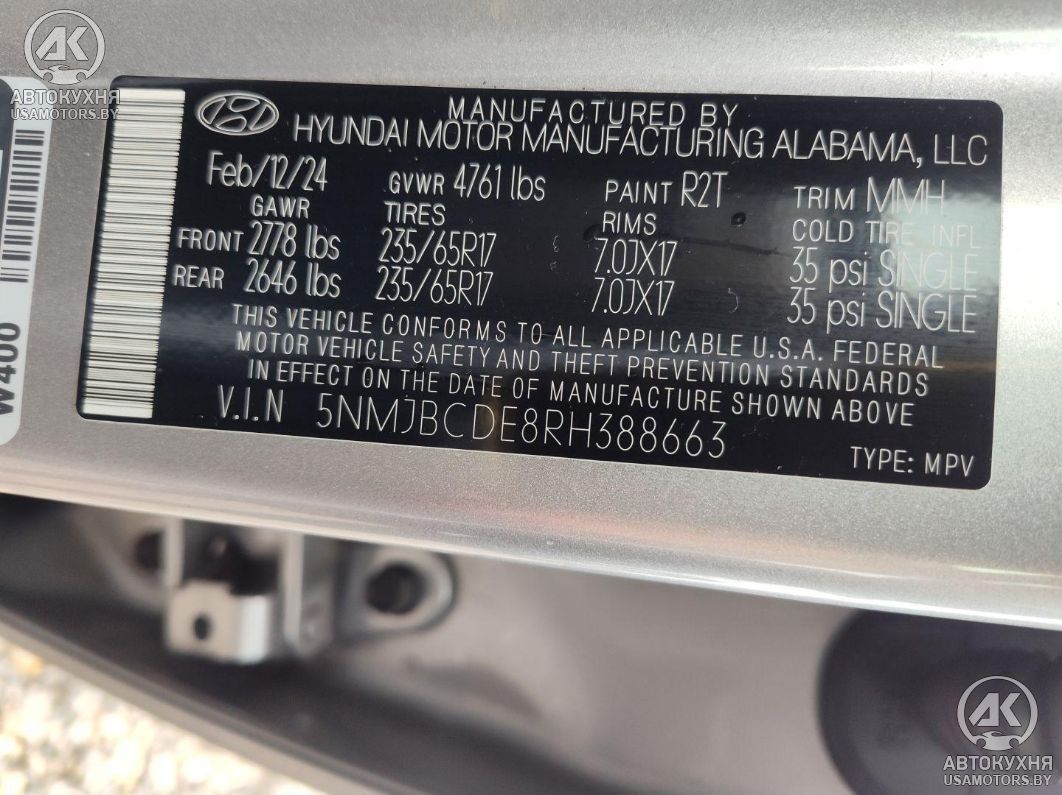 AK
АВТОКУХНЯ
USAMOTORS.BY
W400
MANUFACTURED BY
HYUNDAI MOTOR MANUFACTURING ALABAMA, LLC
Feb/12/24 GVWR 4761 lbs PAINT R2T TRIM MMH
GAWR TIRES RIMS COLD TIRE INFL
FRONT 2778 lbs 235/65R17 7.0JX17 35 psi SINGLE
REAR 2646 lbs 235/65R17 7.0JX17 35 psi SINGLE
THIS VEHICLE CONFORMS TO ALL APPLICABLE U.S.A. FEDERAL
MOTOR VEHICLE SAFETY AND THEFT PREVENTION STANDARDS
IN EFFECT ON THE DATE OF MANUFACTURE SHOWN ABOVE
V.I.N 5NMJBCDE8RH388663
TYPE: MPV
AK
АВТОКУХНЯ
USAMOTORS.BY